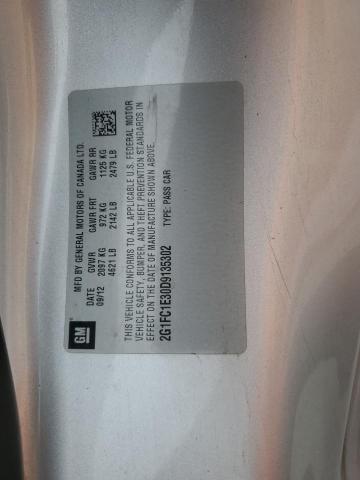 GM
MFD BY GENERAL MOTORS OF CANADA LTD.
DATE GVWR GAWR FRT GAWR RR
09/12 2097 KG 972 KG 1125 KG
4621 LB 2142 LB 2479 LB
THIS VEHICLE CONFORMS TO ALL APPLICABLE U.S. FEDERAL MOTOR
VEHICLE SAFETY, BUMPER, AND THEFT PREVENTION STANDARDS IN
EFFECT ON THE DATE OF MANUFACTURE SHOWN ABOVE.
2G1FC1E30D9135302 TYPE: PASS CAR